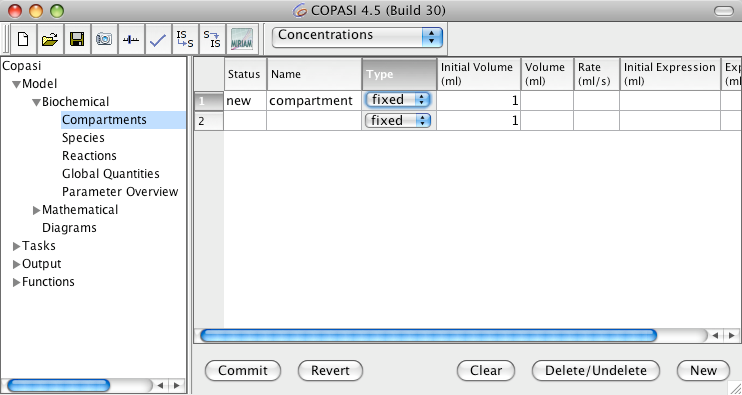 COPASI 4.5 (Build 30)
IS S S IS MIRIAM Concentrations
Copasi
Model
Biochemical
Compartments
Species
Reactions
Global Quantities
Parameter Overview
Mathematical
Diagrams
Tasks
Output
Functions
Status Name Type Initial Volume (ml) Volume (ml) Rate (ml/s) Initial Expression (ml)
1 new compartment fixed 1
2 fixed 1
Commit Revert Clear Delete/Undelete New